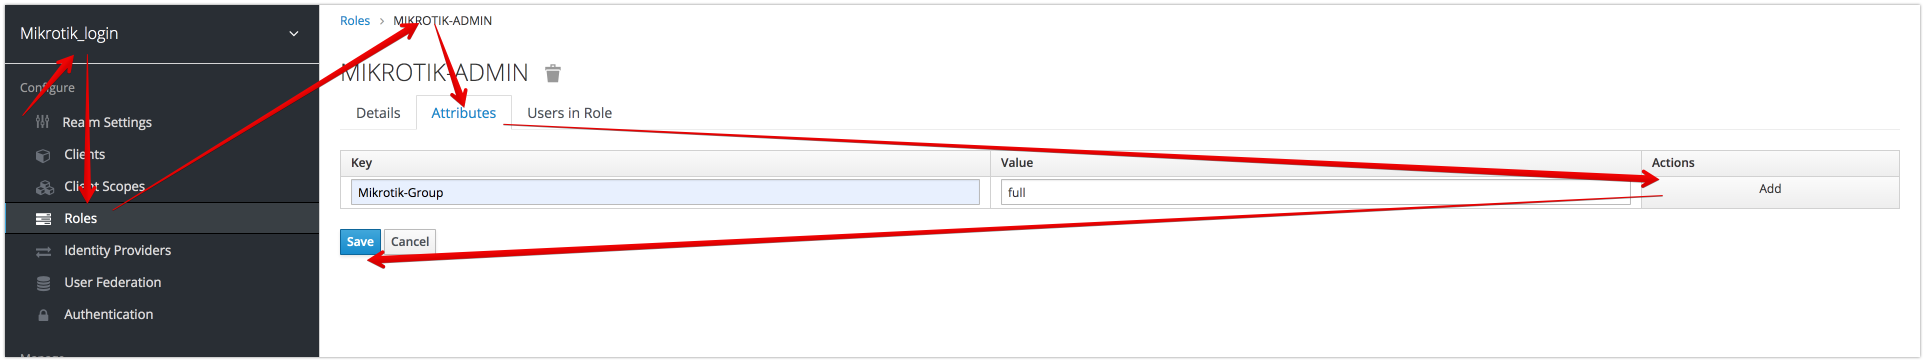 Mikrotik_login
Configure
Realm Settings
Clients
Client Scopes
Roles
Identity Providers
User Federation
Authentication
Roles > MIKROTIK-ADMIN
MIKROTIK-ADMIN
Details Attributes Users in Role
Key Value Actions
Mikrotik-Group full Add
Save Cancel